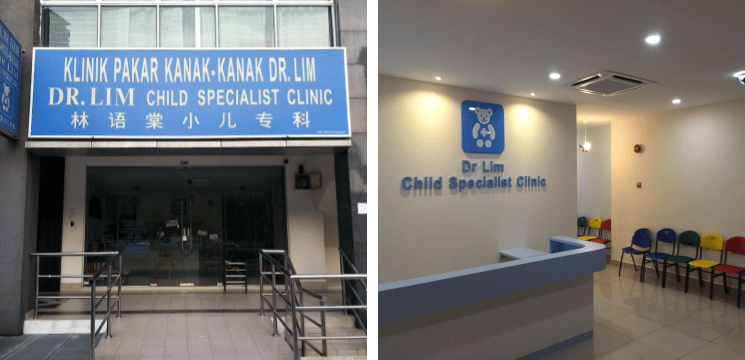 KLINIK PAKAR KANAK-KANAK DR. LIM
DR. LIM CHILD SPECIALIST CLINIC
林语棠小儿专科
Dr Lim
Child Specialist Clinic